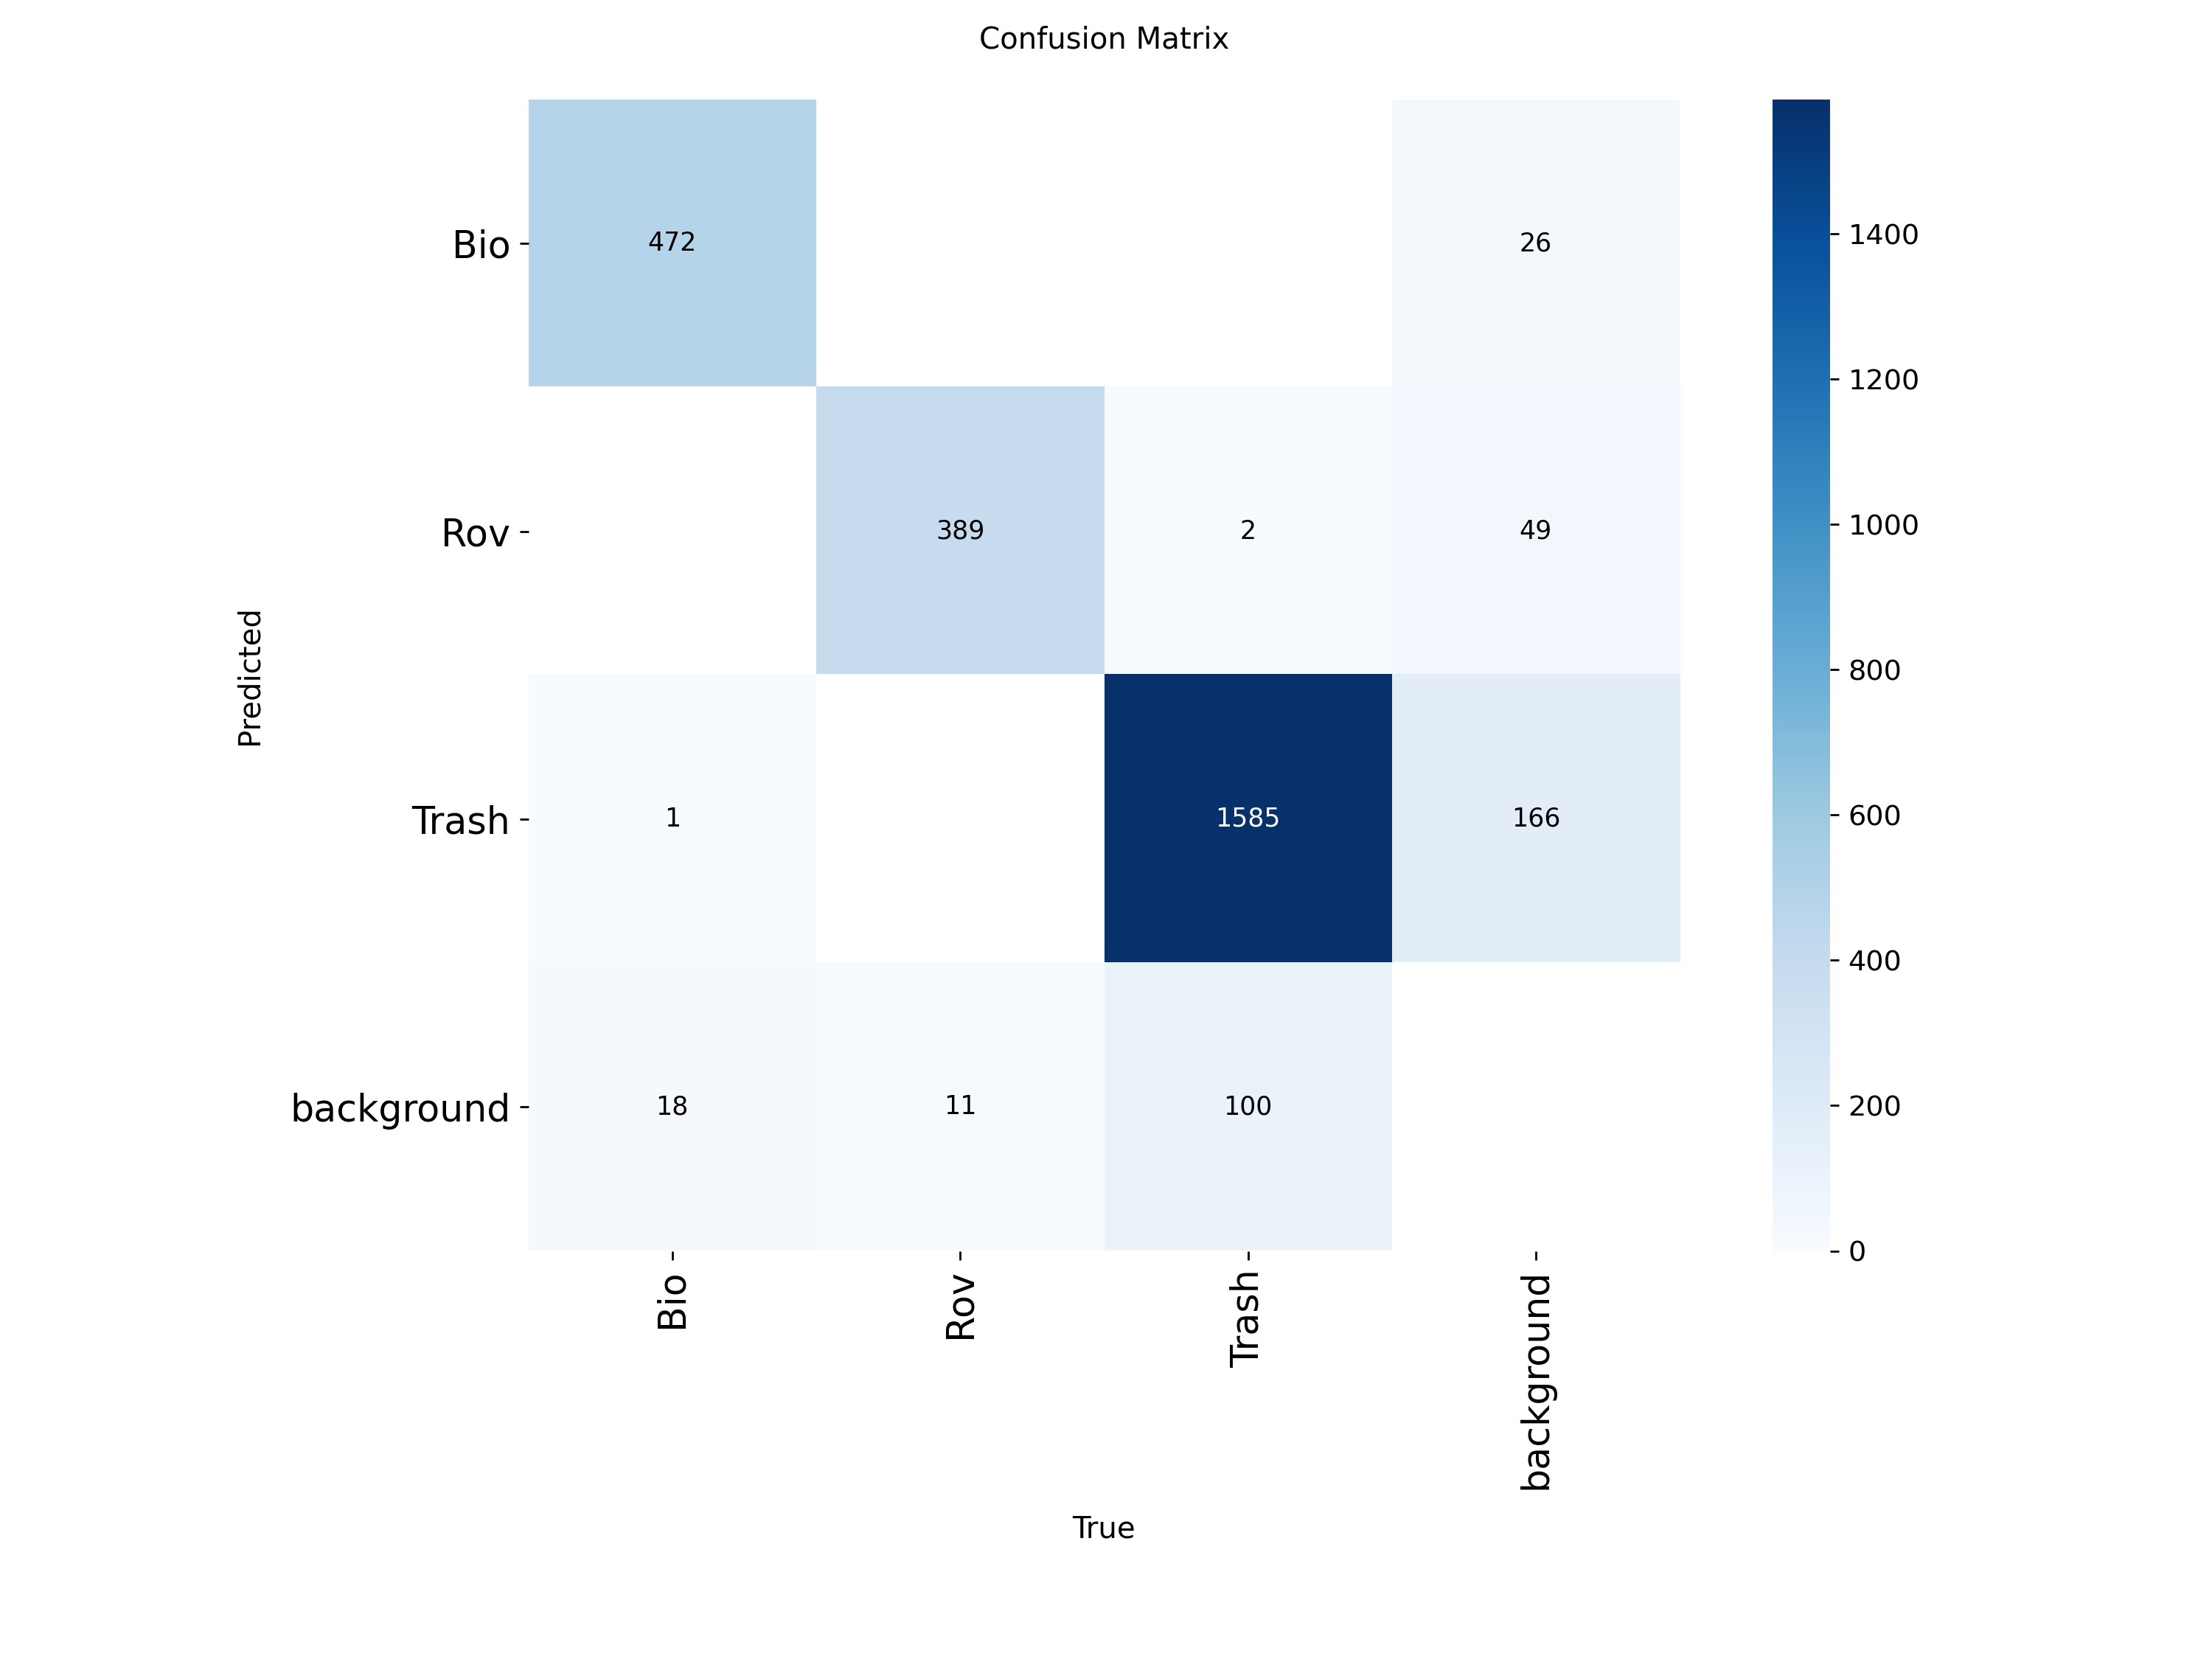 Confusion Matrix
Bio
472
26
Rov
389
2
49
Trash
1
1585
166
background
18
11
100
Bio
Rov
Trash
background
Predicted
True
1400
1200
1000
800
600
400
200
0